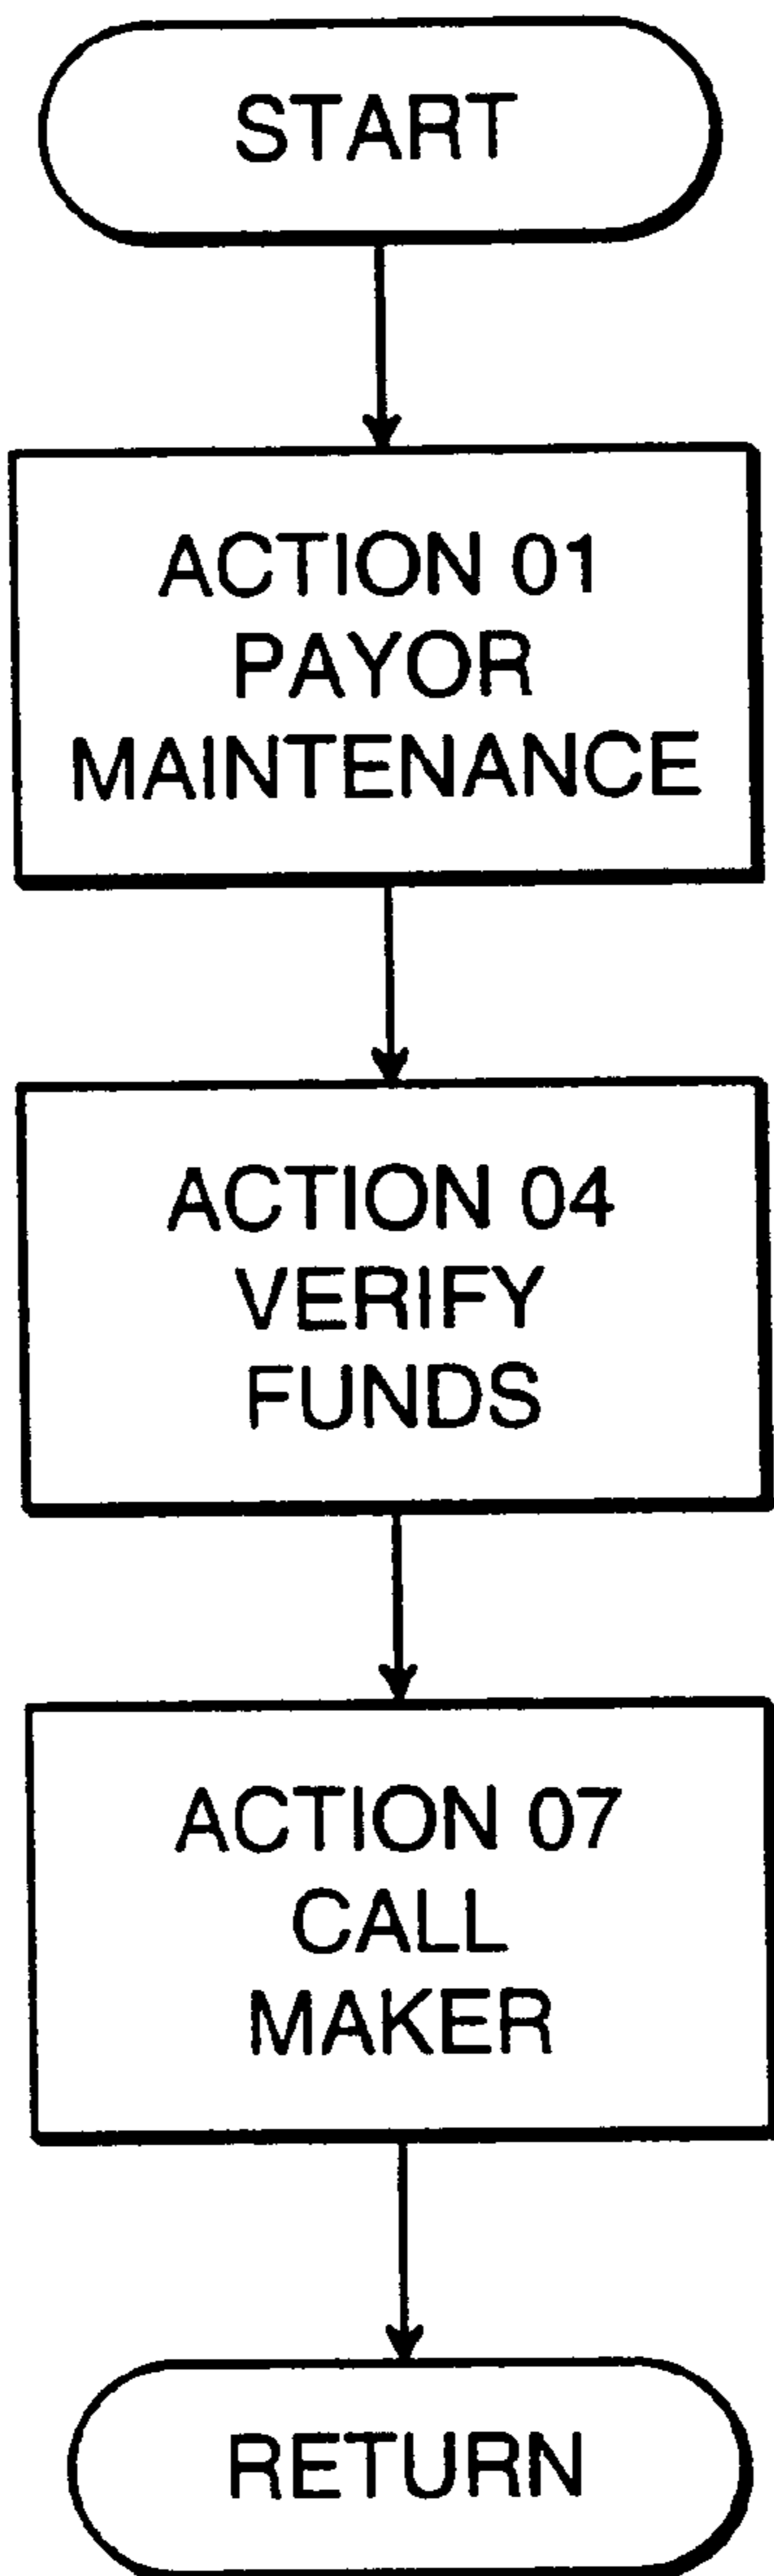 START
ACTION 01
PAYOR
MAINTENANCE
ACTION 04
VERIFY
FUNDS
ACTION 07
CALL
MAKER
RETURN